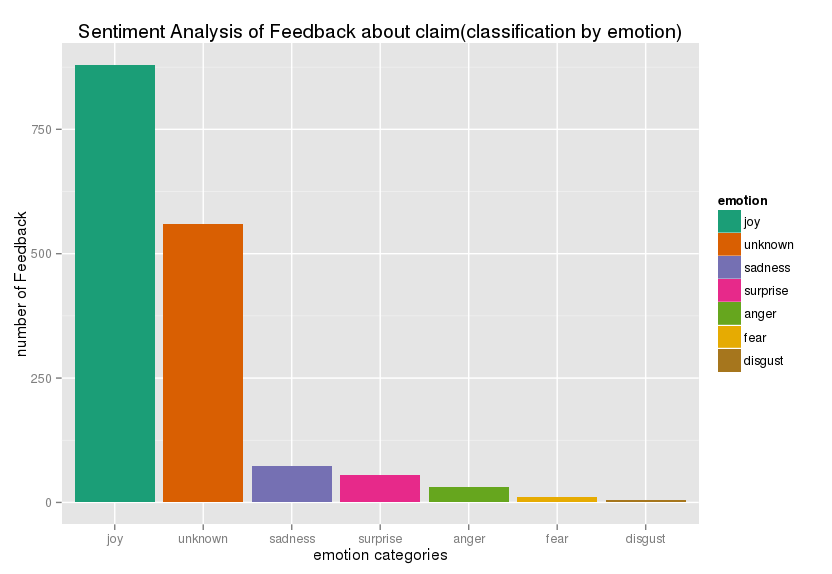 Sentiment Analysis of Feedback about claim(classification by emotion)
number of Feedback
750
500
250
0
joy
unknown
sadness
surprise
anger
fear
disgust
emotion categories
emotion
joy
unknown
sadness
surprise
anger
fear
disgust